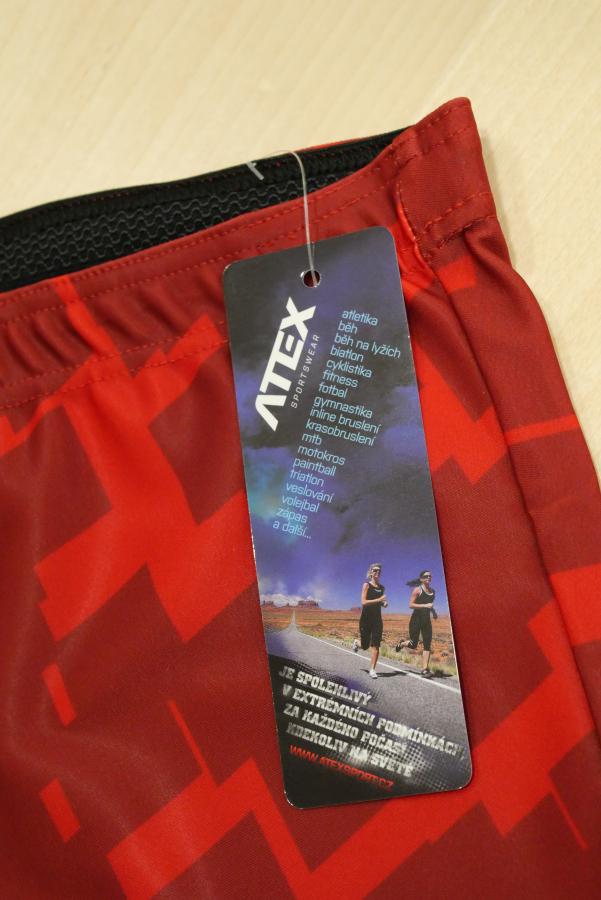 ATEX
SPORTSWEAR
atletika
běh
běh na lyžích
biatlon
cyklistika
fitness
fotbal
gymnastika
inline bruslení
krasobruslení
mtb
motokros
paintball
triatlon
veslování
volejbal
zápas
a další...
JE SPOLEHLIVÝ
V EXTRÉMNÍCH PODMÍNKÁCH,
ZA KAŽDÉHO POČASÍ
KDEKOLIV NA SVĚTĚ
WWW.ATEXSPORT.CZ